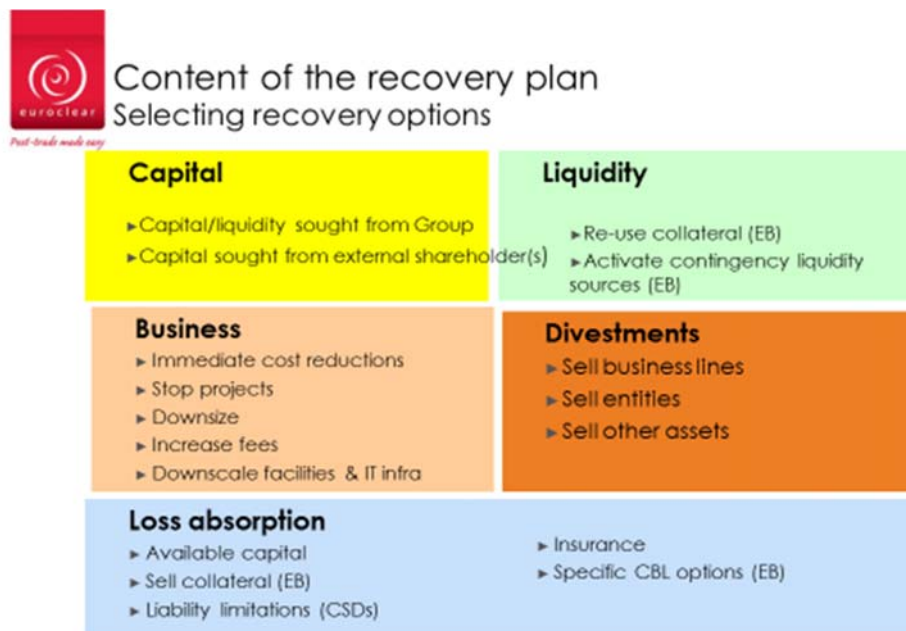 euroclear
Post-trade made easy
Content of the recovery plan
Selecting recovery options
Capital
►Capital/liquidity sought from Group
►Capital sought from external shareholder(s)
Liquidity
►Re-use collateral (EB)
►Activate contingency liquidity
sources (EB)
Business
► Immediate cost reductions
► Stop projects
► Downsize
► Increase fees
► Downscale facilities & IT infra
Divestments
► Sell business lines
► Sell entities
► Sell other assets
Loss absorption
► Available capital
► Sell collateral (EB)
► Liability limitations (CSDs)
► Insurance
► Specific CBL options (EB)